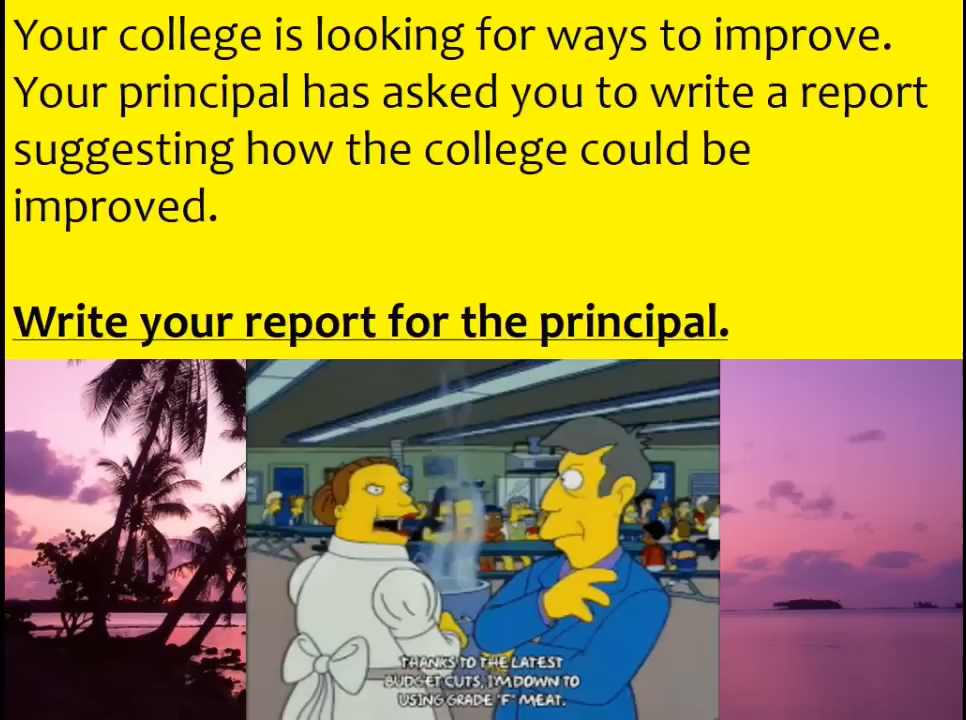 Your college is looking for ways to improve.
Your principal has asked you to write a report
suggesting how the college could be
improved.
Write your report for the principal.
THANKS TO THE LATEST
BUDGET CUTS, I'M DOWN TO
USING GRADE "F" MEAT.